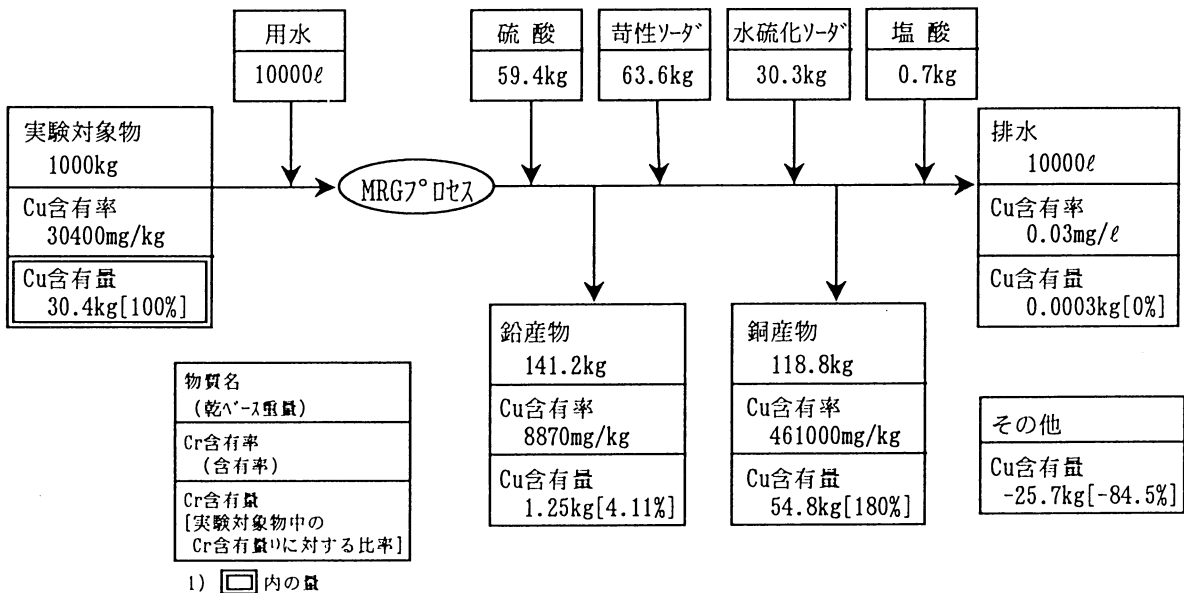 用水
10000ℓ
硫 酸
59.4kg
苛性ソーダ
63.6kg
水硫化ソーダ
30.3kg
塩 酸
0.7kg
実験対象物
1000kg
Cu含有率
30400mg/kg
Cu含有量
30.4kg[100%]
MRGプロセス
排水
10000ℓ
Cu含有率
0.03mg/ℓ
Cu含有量
0.0003kg[0%]
鉛産物
141.2kg
Cu含有率
8870mg/kg
Cu含有量
1.25kg[4.11%]
銅産物
118.8kg
Cu含有率
461000mg/kg
Cu含有量
54.8kg[180%]
その他
Cu含有量
-25.7kg[-84.5%]
物質名
(乾ベース重量)
Cr含有率
(含有率)
Cr含有量
[実験対象物中の
Cr含有量1)に対する比率]
1) 内の量